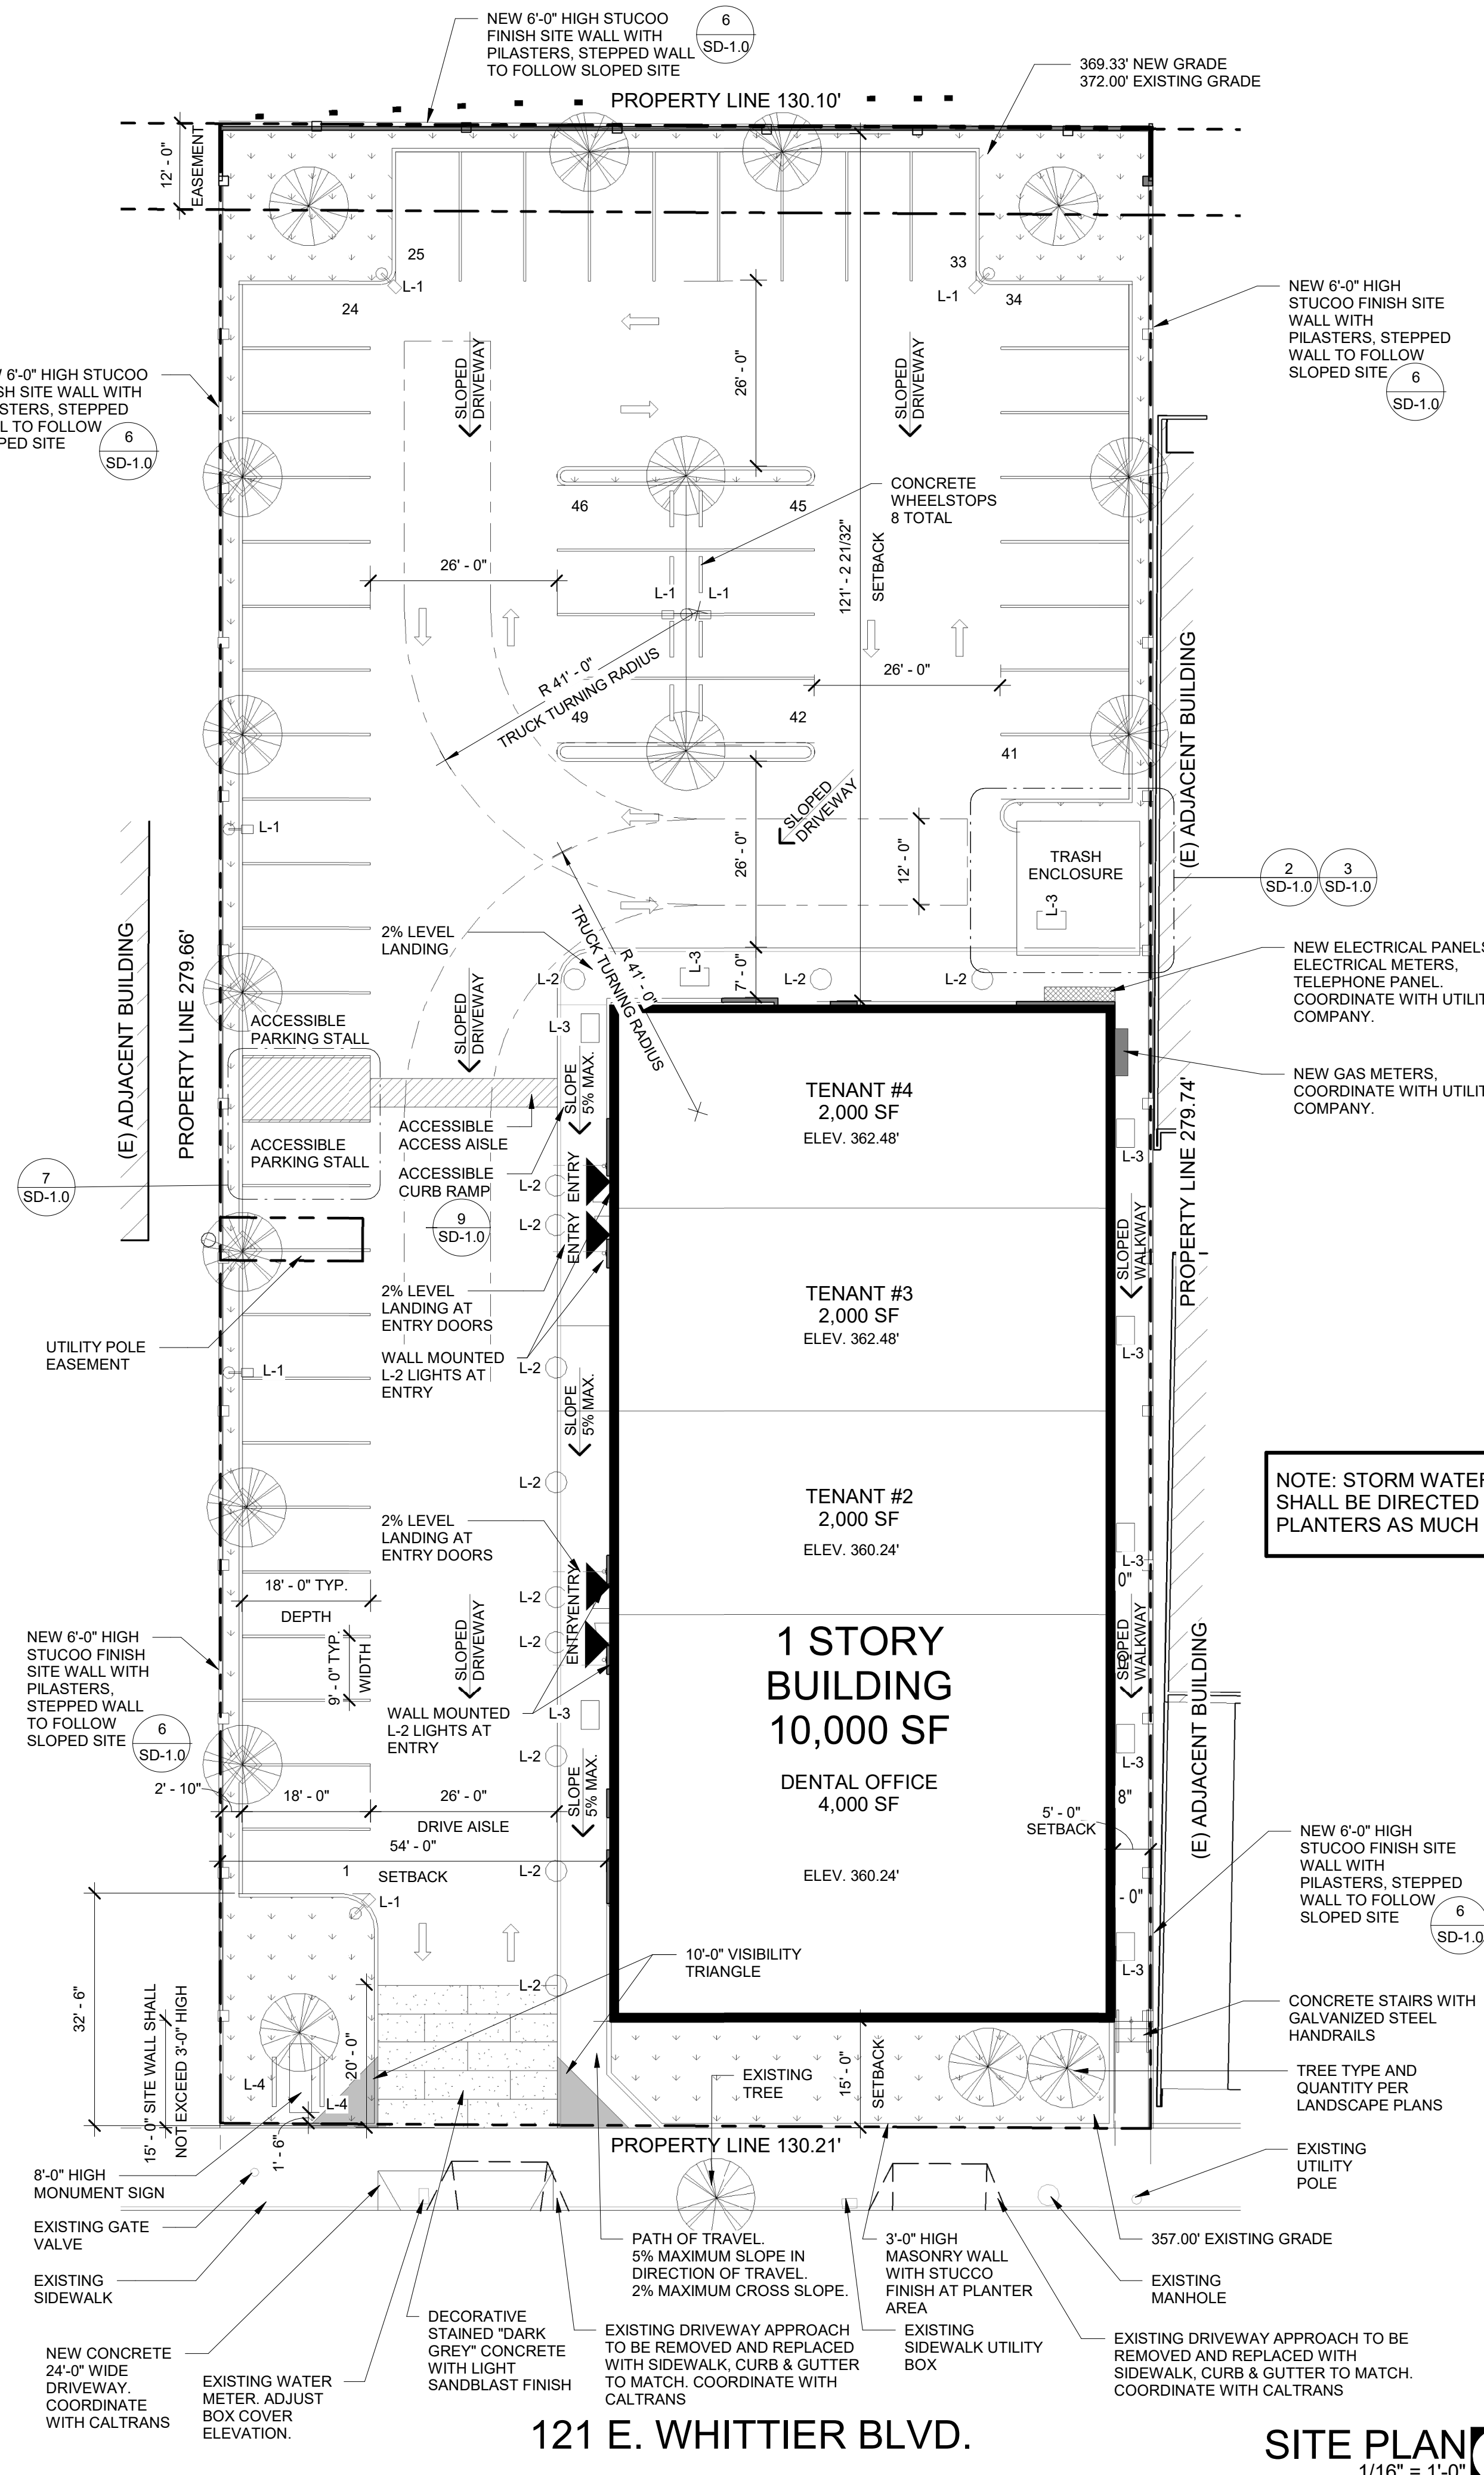 NEW 6'-0" HIGH STUCOO
FINISH SITE WALL WITH
PILASTERS, STEPPED WALL
TO FOLLOW SLOPED SITE
6
SD-1.0
369.33' NEW GRADE
372.00' EXISTING GRADE
PROPERTY LINE 130.10'
12' - 0"
EASEMENT
25
33
L-1
L-1
24
34
NEW 6'-0" HIGH
STUCOO FINISH SITE
WALL WITH
PILASTERS, STEPPED
WALL TO FOLLOW
SLOPED SITE
6
SD-1.0
6'-0" HIGH STUCOO
SH SITE WALL WITH
ASTERS, STEPPED
L TO FOLLOW
PED SITE
6
SD-1.0
SLOPED
DRIVEWAY
26' - 0"
SLOPED
DRIVEWAY
46
45
CONCRETE
WHEELSTOPS
8 TOTAL
26' - 0"
121' - 2 21/32"
SETBACK
L-1
L-1
R 41' - 0"
TRUCK TURNING RADIUS
26' - 0"
49
42
41
(E) ADJACENT BUILDING
SLOPED
DRIVEWAY
L-1
26' - 0"
12' - 0"
TRASH
ENCLOSURE
L-3
2
SD-1.0
3
SD-1.0
(E) ADJACENT BUILDING
PROPERTY LINE 279.66'
2% LEVEL
LANDING
R 41' - 0"
TRUCK TURNING RADIUS
L-2
L-3
7' - 0"
L-2
L-2
NEW ELECTRICAL PANELS
ELECTRICAL METERS,
TELEPHONE PANEL.
COORDINATE WITH UTILIT
COMPANY.
ACCESSIBLE
PARKING STALL
SLOPED
DRIVEWAY
L-3
SLOPE
5% MAX.
NEW GAS METERS,
COORDINATE WITH UTILIT
COMPANY.
TENANT #4
2,000 SF
ELEV. 362.48'
ACCESSIBLE
ACCESS AISLE
ACCESSIBLE
PARKING STALL
ACCESSIBLE
CURB RAMP
9
SD-1.0
7
SD-1.0
L-2
ENTRY
L-2
ENTRY
L-3
PROPERTY LINE 279.74'
SLOPED
WALKWAY
2% LEVEL
LANDING AT
ENTRY DOORS
TENANT #3
2,000 SF
ELEV. 362.48'
UTILITY POLE
EASEMENT
L-1
WALL MOUNTED
L-2 LIGHTS AT
ENTRY
L-2
L-3
SLOPE
5% MAX.
L-2
NOTE: STORM WATER
SHALL BE DIRECTED
PLANTERS AS MUCH
TENANT #2
2,000 SF
ELEV. 360.24'
2% LEVEL
LANDING AT
ENTRY DOORS
L-3
0"
18' - 0" TYP.
DEPTH
9' - 0" TYP.
WIDTH
SLOPED
DRIVEWAY
L-2
ENTRY
L-2
ENTRY
SLOPED
WALKWAY
(E) ADJACENT BUILDING
NEW 6'-0" HIGH
STUCOO FINISH
SITE WALL WITH
PILASTERS,
STEPPED WALL
TO FOLLOW
SLOPED SITE
6
SD-1.0
1 STORY
BUILDING
10,000 SF
WALL MOUNTED
L-2 LIGHTS AT
ENTRY
L-3
L-2
L-3
2' - 10"
18' - 0"
26' - 0"
DRIVE AISLE
SLOPE
5% MAX.
DENTAL OFFICE
4,000 SF
8"
5' - 0"
SETBACK
54' - 0"
SETBACK
1
L-2
ELEV. 360.24'
- 0"
NEW 6'-0" HIGH
STUCOO FINISH SITE
WALL WITH
PILASTERS, STEPPED
WALL TO FOLLOW
SLOPED SITE
6
SD-1.0
L-1
32' - 6"
15' - 0" SITE WALL SHALL
NOT EXCEED 3'-0" HIGH
10'-0" VISIBILITY
TRIANGLE
L-2
L-3
CONCRETE STAIRS WITH
GALVANIZED STEEL
HANDRAILS
20' - 0"
L-4
L-4
1' - 6"
EXISTING
TREE
15' - 0"
SETBACK
TREE TYPE AND
QUANTITY PER
LANDSCAPE PLANS
PROPERTY LINE 130.21'
8'-0" HIGH
MONUMENT SIGN
EXISTING
UTILITY
POLE
EXISTING GATE
VALVE
PATH OF TRAVEL.
5% MAXIMUM SLOPE IN
DIRECTION OF TRAVEL.
2% MAXIMUM CROSS SLOPE.
3'-0" HIGH
MASONRY WALL
WITH STUCCO
FINISH AT PLANTER
AREA
357.00' EXISTING GRADE
EXISTING
SIDEWALK
EXISTING
MANHOLE
NEW CONCRETE
24'-0" WIDE
DRIVEWAY.
COORDINATE
WITH CALTRANS
EXISTING WATER
METER. ADJUST
BOX COVER
ELEVATION.
DECORATIVE
STAINED "DARK
GREY" CONCRETE
WITH LIGHT
SANDBLAST FINISH
EXISTING DRIVEWAY APPROACH
TO BE REMOVED AND REPLACED
WITH SIDEWALK, CURB & GUTTER
TO MATCH. COORDINATE WITH
CALTRANS
EXISTING
SIDEWALK UTILITY
BOX
EXISTING DRIVEWAY APPROACH TO BE
REMOVED AND REPLACED WITH
SIDEWALK, CURB & GUTTER TO MATCH.
COORDINATE WITH CALTRANS
121 E. WHITTIER BLVD.
SITE PLAN
1/16" = 1'-0"